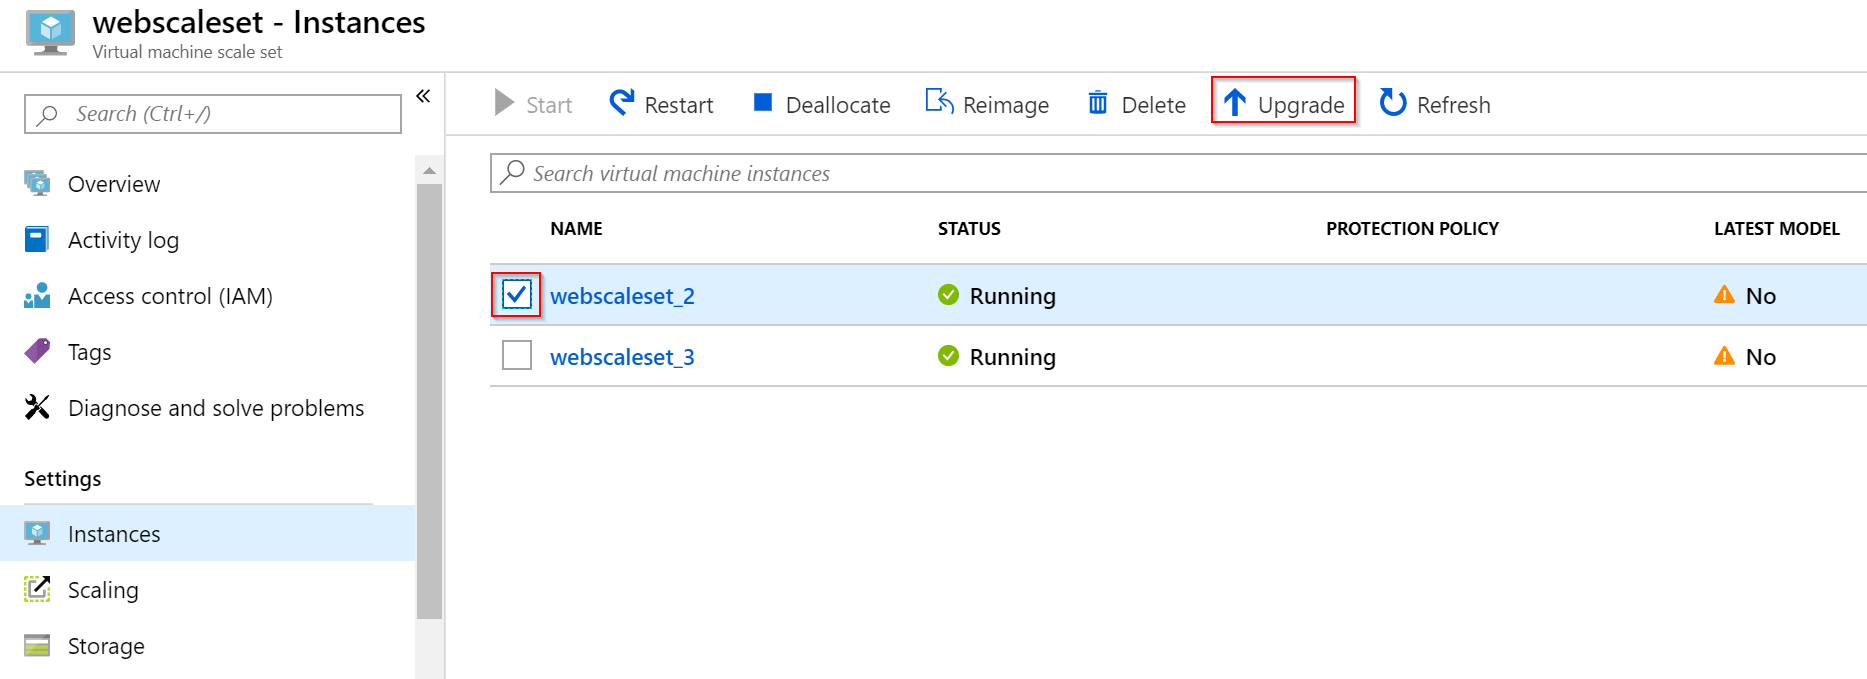 webscaleset - Instances
Virtual machine scale set
Search (Ctrl+/)
«
Overview
Activity log
Access control (IAM)
Tags
Diagnose and solve problems
Settings
Instances
Scaling
Storage
Start Restart Deallocate Reimage Delete Upgrade Refresh
Search virtual machine instances
NAME STATUS PROTECTION POLICY LATEST MODEL
webscaleset_2 Running No
webscaleset_3 Running No